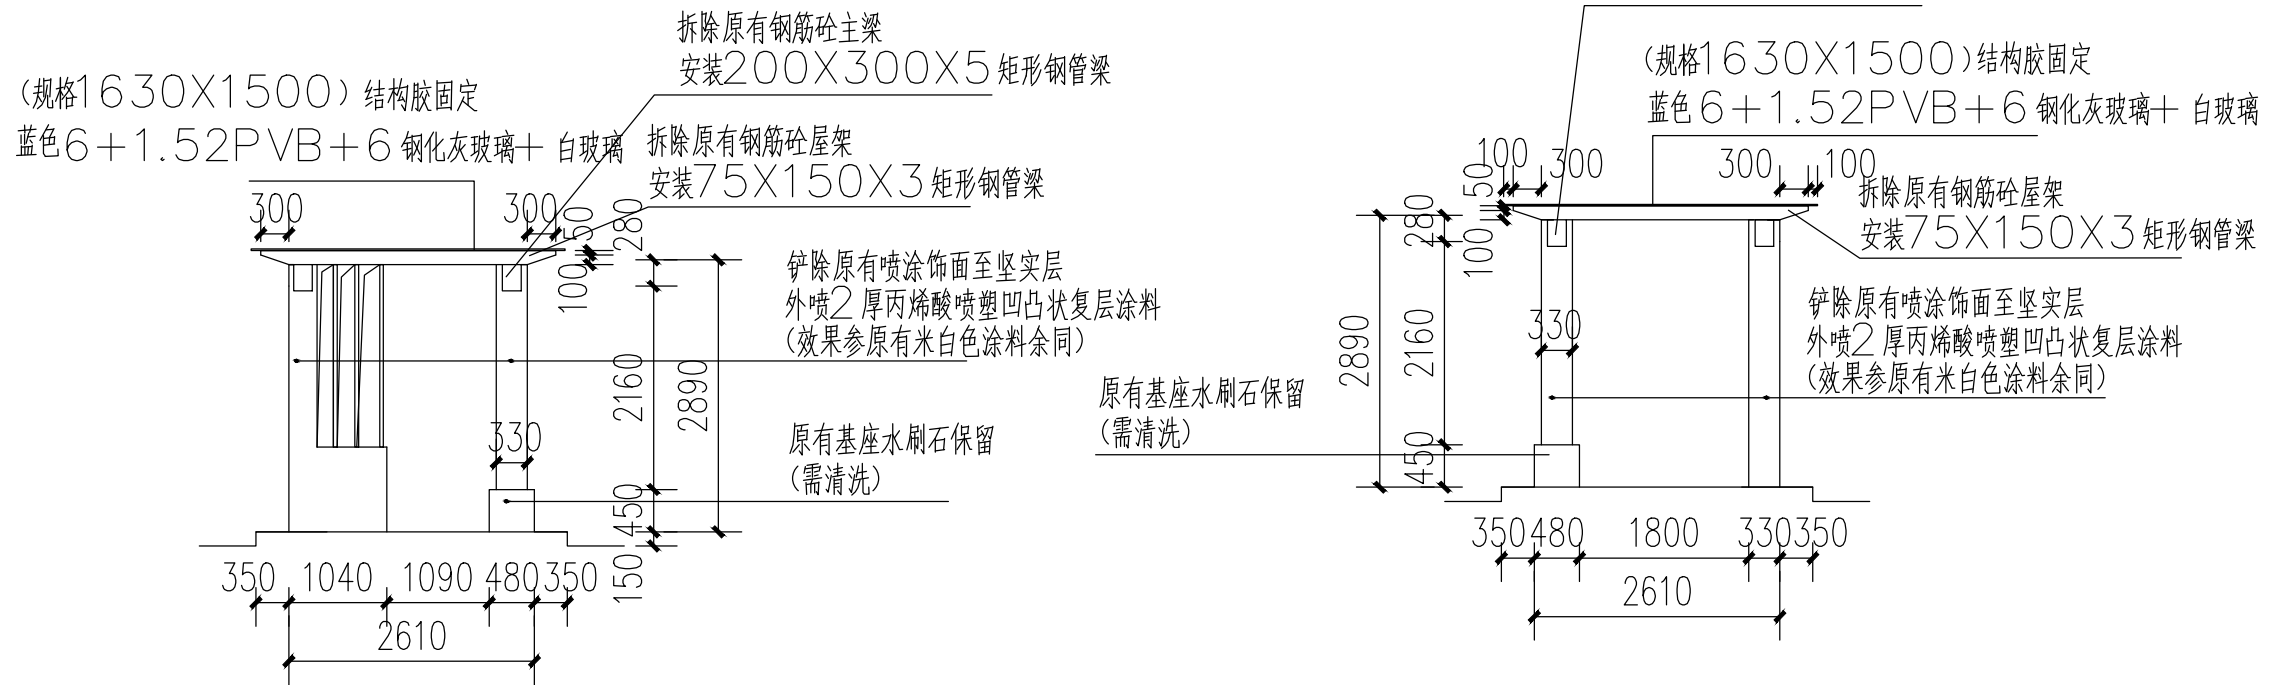 拆除原有钢筋砼主梁
安装200X300X5矩形钢管梁
(规格1630X1500)结构胶固定
蓝色6+1.52PVB+6钢化灰玻璃+ 白玻璃
拆除原有钢筋砼屋架
安装75X150X3矩形钢管梁
300
300
50
280
100
铲除原有喷涂饰面至坚实层
外喷2厚丙烯酸喷塑凹凸状复层涂料
(效果参原有米白色涂料余同)
2160
2890
330
原有基座水刷石保留
(需清洗)
450
150
350 1040 1090 480 350
2610
(规格1630X1500)结构胶固定
蓝色6+1.52PVB+6钢化灰玻璃+ 白玻璃
100 300 300 100
50
280
100
拆除原有钢筋砼屋架
安装75X150X3矩形钢管梁
铲除原有喷涂饰面至坚实层
外喷2厚丙烯酸喷塑凹凸状复层涂料
(效果参原有米白色涂料余同)
330
2890
2160
原有基座水刷石保留
(需清洗)
450
350 480 1800 330 350
2610